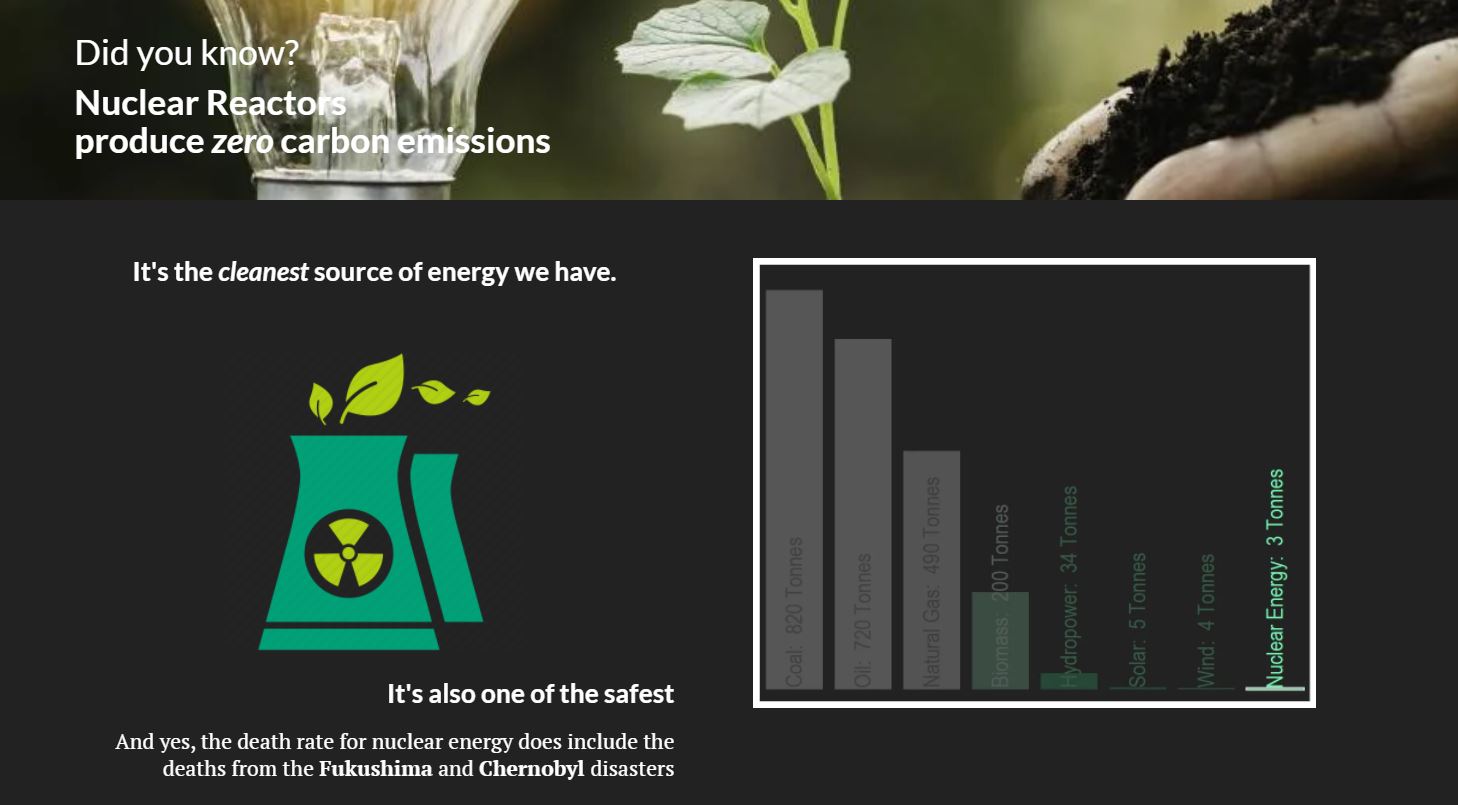 Did you know?
Nuclear Reactors
produce zero carbon emissions
It's the cleanest source of energy we have.
Coal: 820 Tonnes
Oil: 720 Tonnes
Natural Gas: 490 Tonnes
Biomass: 200 Tonnes
Hydropower: 34 Tonnes
Solar: 5 Tonnes
Wind: 4 Tonnes
Nuclear Energy: 3 Tonnes
It's also one of the safest
And yes, the death rate for nuclear energy does include the
deaths from the Fukushima and Chernobyl disasters